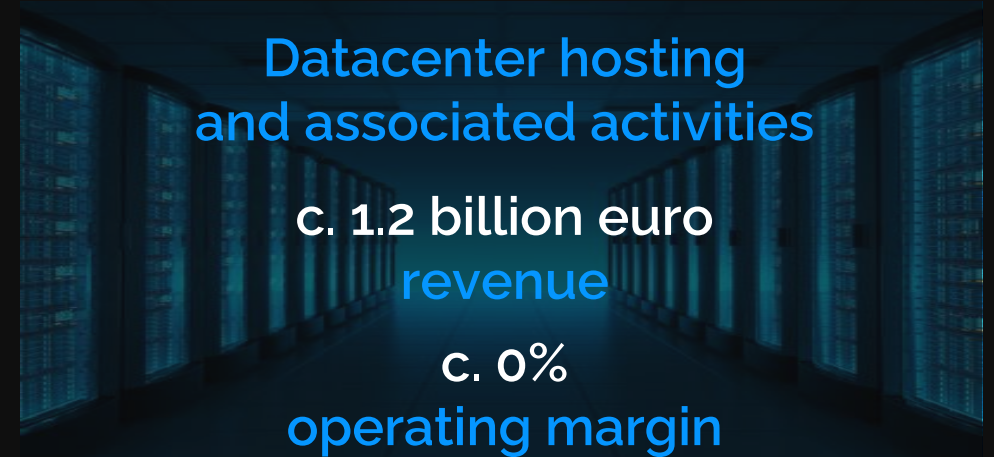 Datacenter hosting
and associated activities
c. 1.2 billion euro
revenue
c. 0%
operating margin